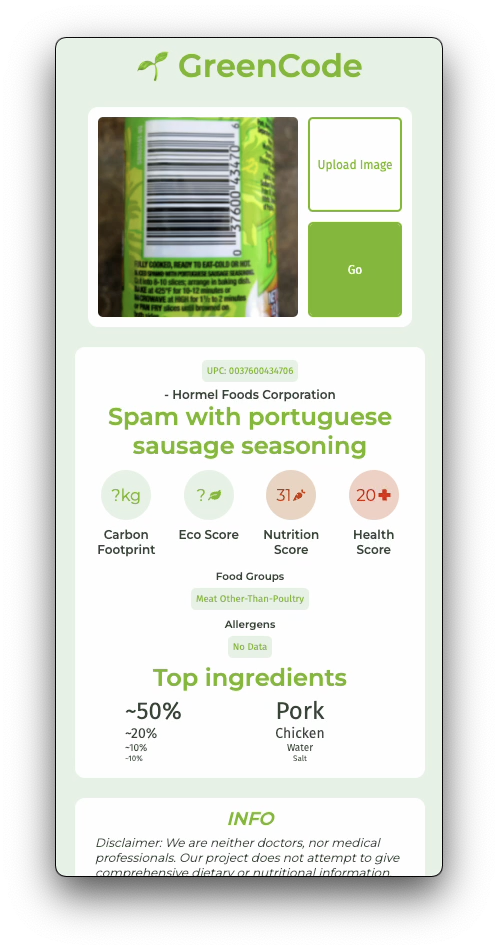 GreenCode
0 37600 43470 6
FULLY COOKED, READY TO EAT-COLD OR HOT.
SPAM WITH PORTUGUESE SAUSAGE SEASONING
into 8-10 slices; arrange in baking dish.
at 425°F for 10-12 minutes or
MICROWAVE at HIGH for 1½ to 2 minutes
or PAN FRY slices until browned on
Upload Image
Go
UPC: 0037600434706
- Hormel Foods Corporation
Spam with portuguese
sausage seasoning
?kg
?
31
20
Carbon
Footprint
Eco Score
Nutrition
Score
Health
Score
Food Groups
Meat Other-Than-Poultry
Allergens
No Data
Top ingredients
~50% Pork
~20% Chicken
~10% Water
~10% Salt
INFO
Disclaimer: We are neither doctors, nor medical
professionals. Our project does not attempt to give
comprehensive dietary or nutritional information